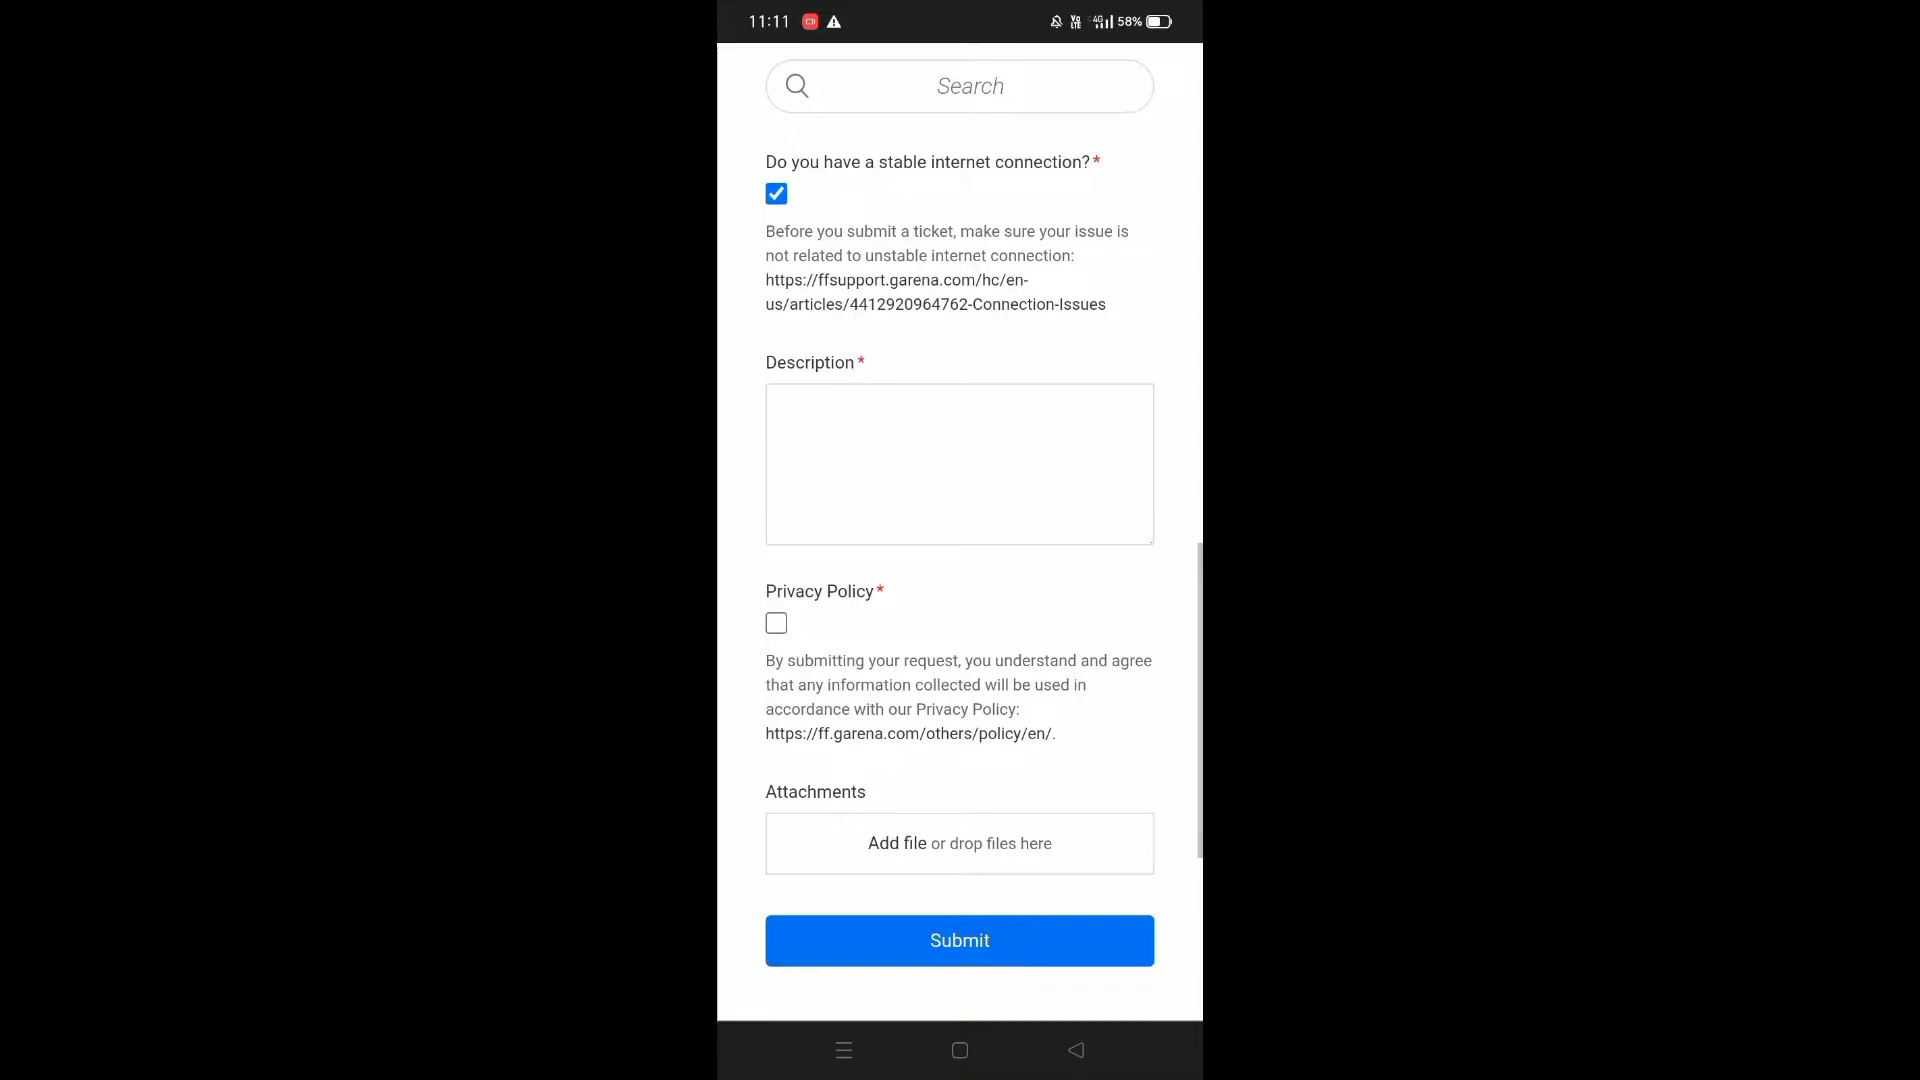 11:11 Vo LTE 4G 58%
Search
Do you have a stable internet connection?*
Before you submit a ticket, make sure your issue is
not related to unstable internet connection:
https://ffsupport.garena.com/hc/en-
us/articles/4412920964762-Connection-Issues
Description*
Privacy Policy*
By submitting your request, you understand and agree
that any information collected will be used in
accordance with our Privacy Policy:
https://ff.garena.com/others/policy/en/.
Attachments
Add file or drop files here
Submit